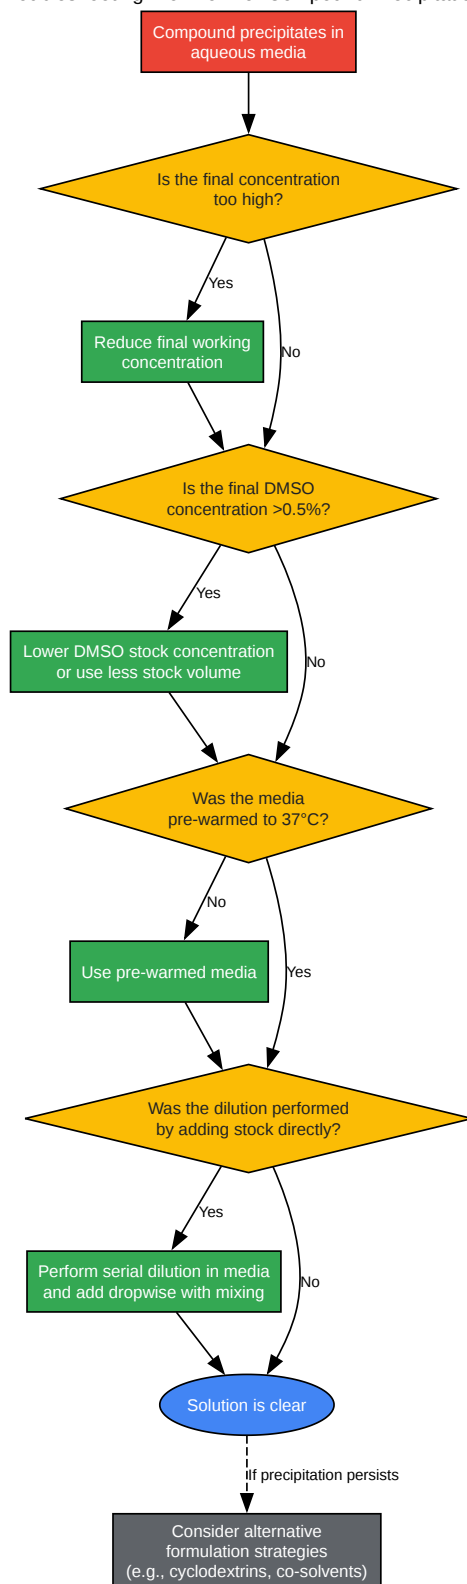 Compound precipitates in
aqueous media
Is the final concentration
too high?
Yes
Reduce final working
concentration
No
Is the final DMSO
concentration >0.5%?
Yes
Lower DMSO stock concentration
or use less stock volume
No
Was the media
pre-warmed to 37°C?
No
Use pre-warmed media
Yes
Was the dilution performed
by adding stock directly?
Yes
Perform serial dilution in media
and add dropwise with mixing
No
Solution is clear
If precipitation persists
Consider alternative
formulation strategies
(e.g., cyclodextrins, co-solvents)